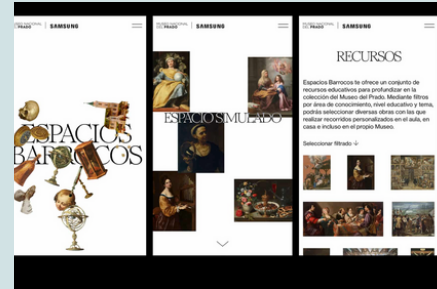 MUSEO NACIONAL
DEL PRADO
SAMSUNG
ESPACIOS
BARROCOS
MUSEO NACIONAL
DEL PRADO
SAMSUNG
ESPACIO SIMULADO
MUSEO NACIONAL
DEL PRADO
SAMSUNG
RECURSOS
Espacios Barrocos te ofrece un conjunto de
recursos educativos para profundizar en la
colección del Museo del Prado. Mediante filtros
por área de conocimiento, nivel educativo y tema,
podrás seleccionar diversas obras con las que
realizar recorridos personalizados en el aula, en
casa e incluso en el propio Museo.
Seleccionar filtrado ↓